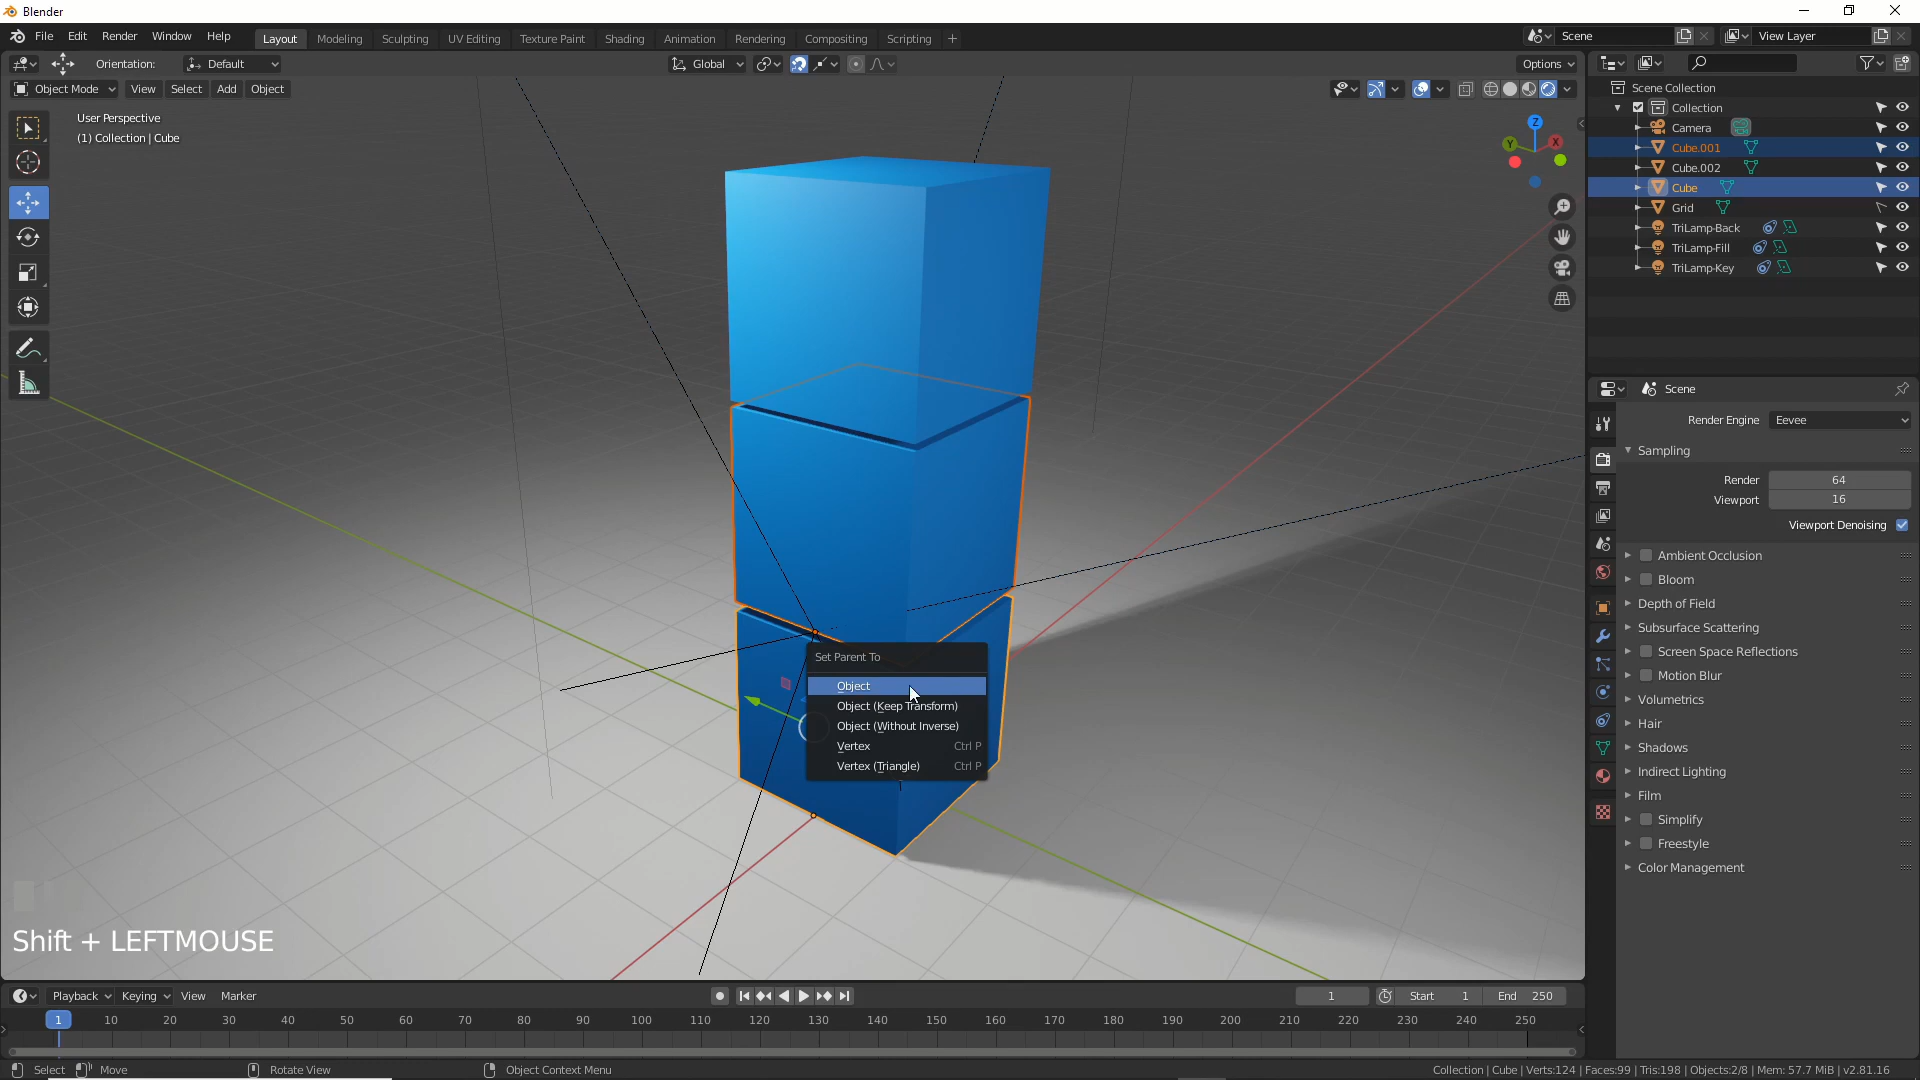 Blender
File Edit Render Window Help Layout Modeling Sculpting UV Editing Texture Paint Shading Animation Rendering Compositing Scripting + Scene View Layer
Orientation: Default Global Options
Object Mode View Select Add Object
User Perspective
(1) Collection | Cube
Z
Y
X
Scene Collection
Collection
Camera
Cube.001
Cube.002
Cube
Grid
TriLamp-Back
TriLamp-Fill
TriLamp-Key
Scene
Render Engine Eevee
Sampling
Render 64
Viewport 16
Viewport Denoising
Ambient Occlusion
Bloom
Depth of Field
Subsurface Scattering
Screen Space Reflections
Motion Blur
Volumetrics
Hair
Shadows
Indirect Lighting
Film
Simplify
Freestyle
Color Management
Set Parent To
Object
Object (Keep Transform)
Object (Without Inverse)
Vertex Ctrl P
Vertex (Triangle) Ctrl P
Shift + LEFTMOUSE
Playback Keying View Marker 1 Start 1 End 250
1 10 20 30 40 50 60 70 80 90 100 110 120 130 140 150 160 170 180 190 200 210 220 230 240 250
Select Move Rotate View Object Context Menu Collection | Cube | Verts:124 | Faces:99 | Tris:198 | Objects:2/8 | Mem: 57.7 MiB | v2.81.16